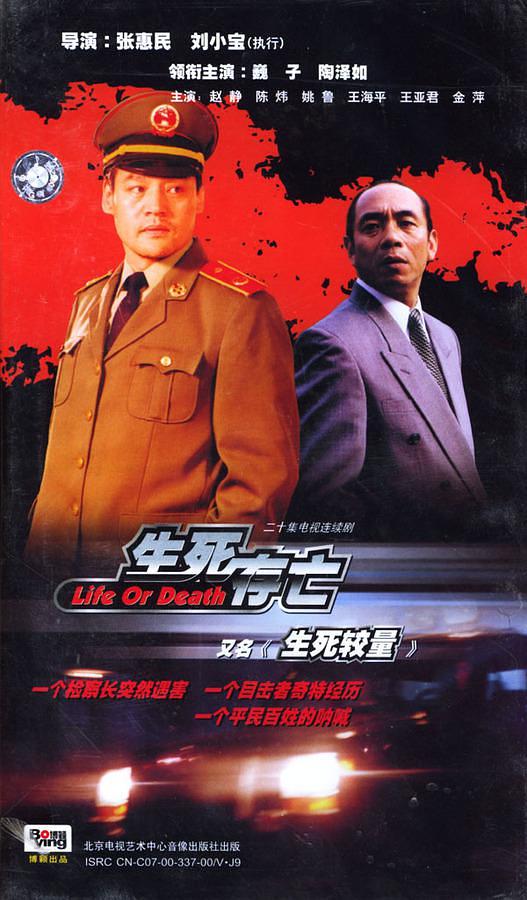 导演：张惠民 刘小宝(执行)
领衔主演：巍 子 陶泽如
主演：赵 静 陈 炜 姚 鲁 王海平 王亚君 金 萍
二十集电视连续剧
生死存亡
Life Or Death
又名《生死较量》
一个检察长突然遇害 一个目击者奇特经历
一个平民百姓的呐喊
Bo博颖
ying
博颖出品
北京电视艺术中心音像出版社出版
ISRC CN-C07-00-337-00/V·J9